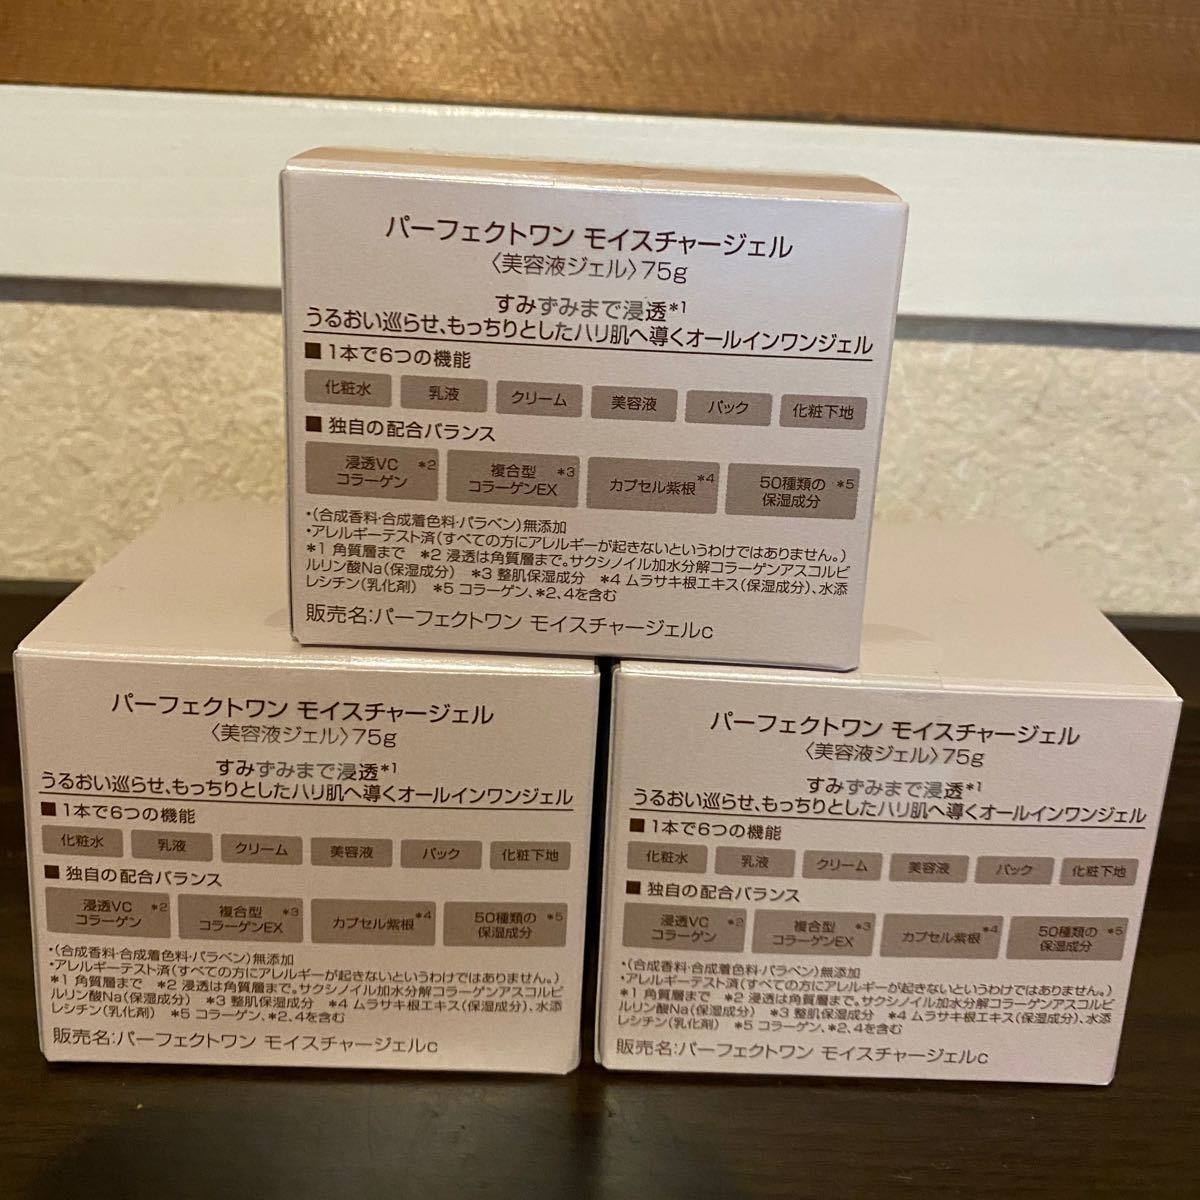 パーフェクトワン モイスチャージェル
〈美容液ジェル〉75g
すみずみまで浸透*1
うるおい巡らせ、もっちりとしたハリ肌へ導くオールインワンジェル
■ 1本で6つの機能
化粧水 乳液 クリーム 美容液 パック 化粧下地
■ 独自の配合バランス
浸透VC コラーゲン *2 複合型 コラーゲンEX *3 カプセル紫根 *4 50種類の 保湿成分 *5
・(合成香料・合成着色料・パラベン)無添加
・アレルギーテスト済(すべての方にアレルギーが起きないというわけではありません。)
*1 角質層まで *2 浸透は角質層まで。サクシノイル加水分解コラーゲンアスコルビ
ルリン酸Na(保湿成分) *3 整肌保湿成分 *4 ムラサキ根エキス(保湿成分)、水添
レシチン(乳化剤) *5 コラーゲン、*2、4を含む
販売名:パーフェクトワン モイスチャージェルc
パーフェクトワン モイスチャージェル
〈美容液ジェル〉75g
すみずみまで浸透*1
うるおい巡らせ、もっちりとしたハリ肌へ導くオールインワンジェル
■ 1本で6つの機能
化粧水 乳液 クリーム 美容液 パック 化粧下地
■ 独自の配合バランス
浸透VC コラーゲン *2 複合型 コラーゲンEX *3 カプセル紫根 *4 50種類の 保湿成分 *5
・(合成香料・合成着色料・パラベン)無添加
・アレルギーテスト済(すべての方にアレルギーが起きないというわけではありません。)
*1 角質層まで *2 浸透は角質層まで。サクシノイル加水分解コラーゲンアスコルビ
ルリン酸Na(保湿成分) *3 整肌保湿成分 *4 ムラサキ根エキス(保湿成分)、水添
レシチン(乳化剤) *5 コラーゲン、*2、4を含む
販売名:パーフェクトワン モイスチャージェルc
パーフェクトワン モイスチャージェル
〈美容液ジェル〉75g
すみずみまで浸透*1
うるおい巡らせ、もっちりとしたハリ肌へ導くオールインワンジェル
■ 1本で6つの機能
化粧水 乳液 クリーム 美容液 パック 化粧下地
■ 独自の配合バランス
浸透VC コラーゲン *2 複合型 コラーゲンEX *3 カプセル紫根 *4 50種類の 保湿成分 *5
・(合成香料・合成着色料・パラベン)無添加
・アレルギーテスト済(すべての方にアレルギーが起きないというわけではありません。)
*1 角質層まで *2 浸透は角質層まで。サクシノイル加水分解コラーゲンアスコルビ
ルリン酸Na(保湿成分) *3 整肌保湿成分 *4 ムラサキ根エキス(保湿成分)、水添
レシチン(乳化剤) *5 コラーゲン、*2、4を含む
販売名:パーフェクトワン モイスチャージェルc